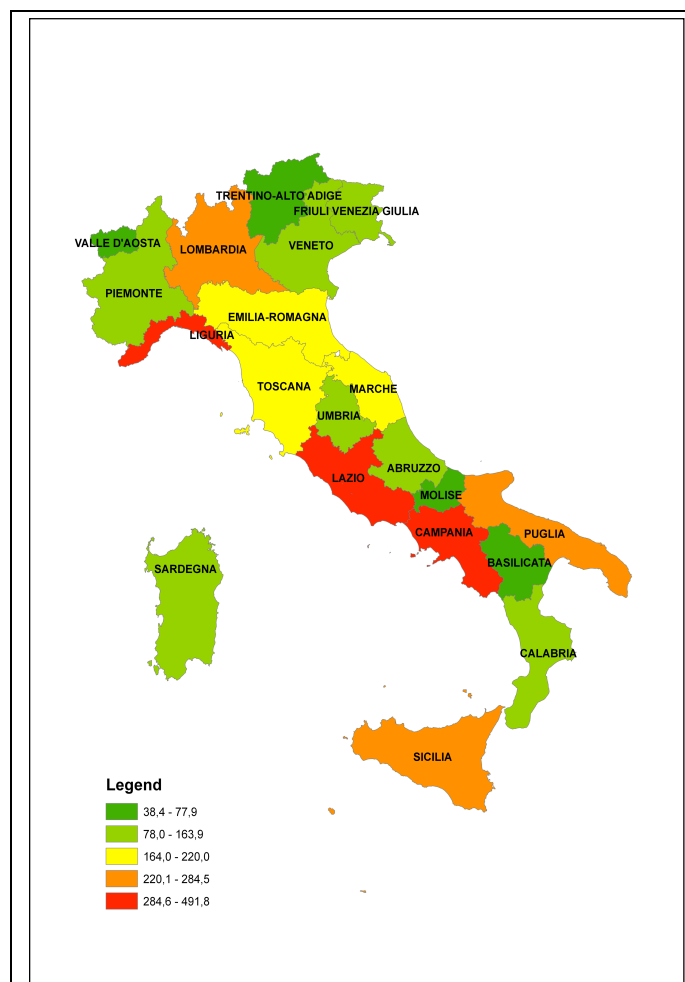 TRENTINO-ALTO ADIGE
FRIULI VENEZIA GIULIA
VALLE D'AOSTA
LOMBARDIA
VENETO
PIEMONTE
EMILIA-ROMAGNA
LIGURIA
TOSCANA
MARCHE
UMBRIA
ABRUZZO
LAZIO
MOLISE
CAMPANIA
PUGLIA
BASILICATA
SARDEGNA
CALABRIA
SICILIA
Legend
38,4 - 77,9
78,0 - 163,9
164,0 - 220,0
220,1 - 284,5
284,6 - 491,8